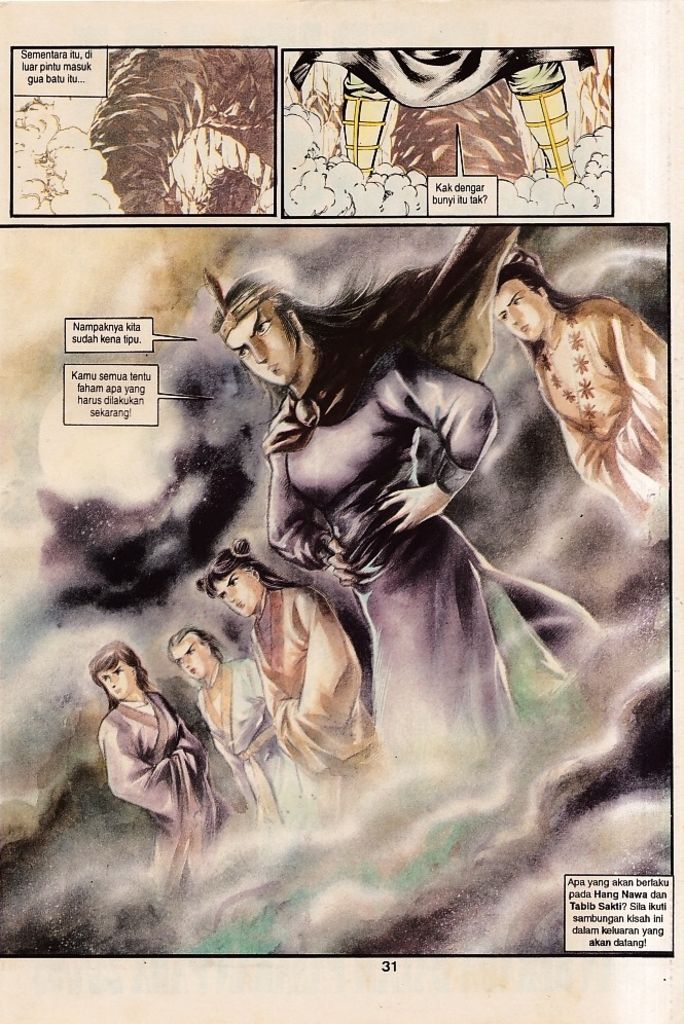 Sementara itu, di
luar pintu masuk
gua batu itu...
Kak dengar
bunyi itu tak?
Nampaknya kita
sudah kena tipu.
Kamu semua tentu
faham apa yang
harus dilakukan
sekarang!
Apa yang akan berlaku
pada Hang Nawa dan
Tabib Sakti? Sila ikuti
sambungan kisah ini
dalam keluaran yang
akan datang!
31